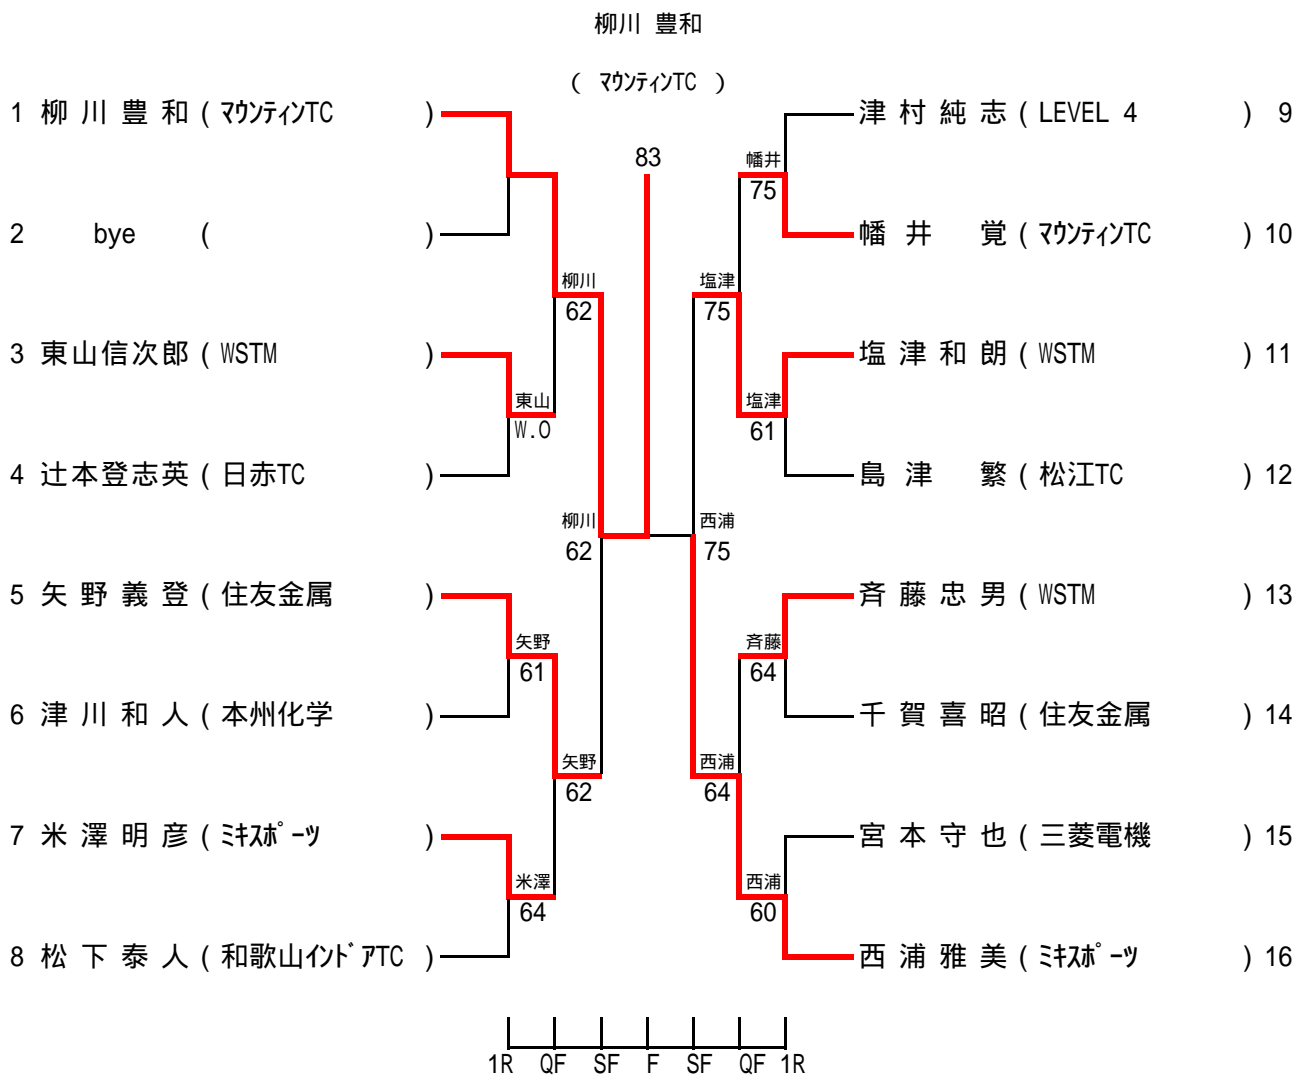 柳川 豊和
( マウンティンTC )
1 柳川豊和 ( マウンティンTC )
津村純志 ( LEVEL 4 ) 9
83
幡井
75
2 bye ( )
幡井 覚 ( マウンティンTC ) 10
柳川
62
塩津
75
3 東山信次郎 ( WSTM )
塩津和朗 ( WSTM ) 11
東山
W.O
塩津
61
4 辻本登志英 ( 日赤TC )
島津 繁 ( 松江TC ) 12
柳川
62
西浦
75
5 矢野義登 ( 住友金属 )
斉藤忠男 ( WSTM ) 13
矢野
61
斉藤
64
6 津川和人 ( 本州化学 )
千賀喜昭 ( 住友金属 ) 14
矢野
62
西浦
64
7 米澤明彦 ( ミキスポーツ )
宮本守也 ( 三菱電機 ) 15
米澤
64
西浦
60
8 松下泰人 ( 和歌山インドアTC )
西浦雅美 ( ミキスポーツ ) 16
1R QF SF F SF QF 1R